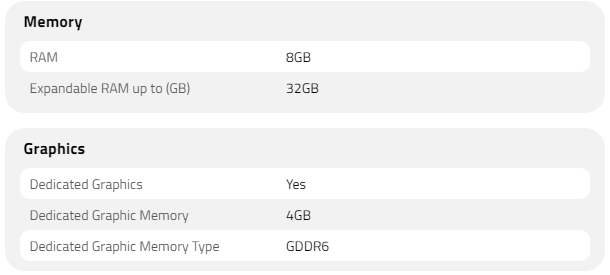 Memory
RAM 8GB
Expandable RAM up to (GB) 32GB
Graphics
Dedicated Graphics Yes
Dedicated Graphic Memory 4GB
Dedicated Graphic Memory Type GDDR6